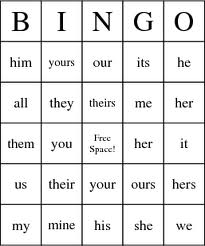 B I N G O
him yours our its he
all they theirs me her
them you Free Space! her it
us their your ours hers
my mine his she we